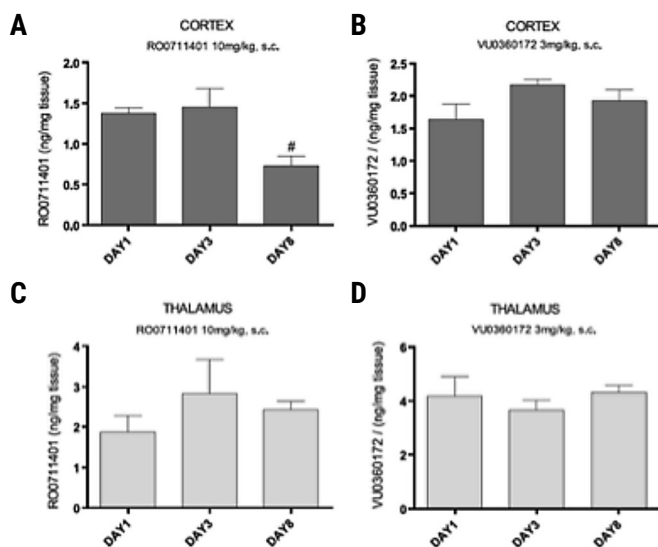 A
CORTEX
RO0711401 10mg/kg, s.c.
RO0711401 (ng/mg tissue)
2.0
1.5
1.0
0.5
0.0
#
DAY1
DAY3
DAY8
B
CORTEX
VU0360172 3mg/kg, s.c.
VU0360172 / (ng/mg tissue)
2.5
2.0
1.5
1.0
0.5
0.0
DAY1
DAY3
DAY8
C
THALAMUS
RO0711401 10mg/kg, s.c.
RO0711401 (ng/mg tissue)
4
3
2
1
0
DAY1
DAY3
DAY8
D
THALAMUS
VU0360172 3mg/kg, s.c.
VU0360172 / (ng/mg tissue)
6
4
2
0
DAY1
DAY3
DAY8